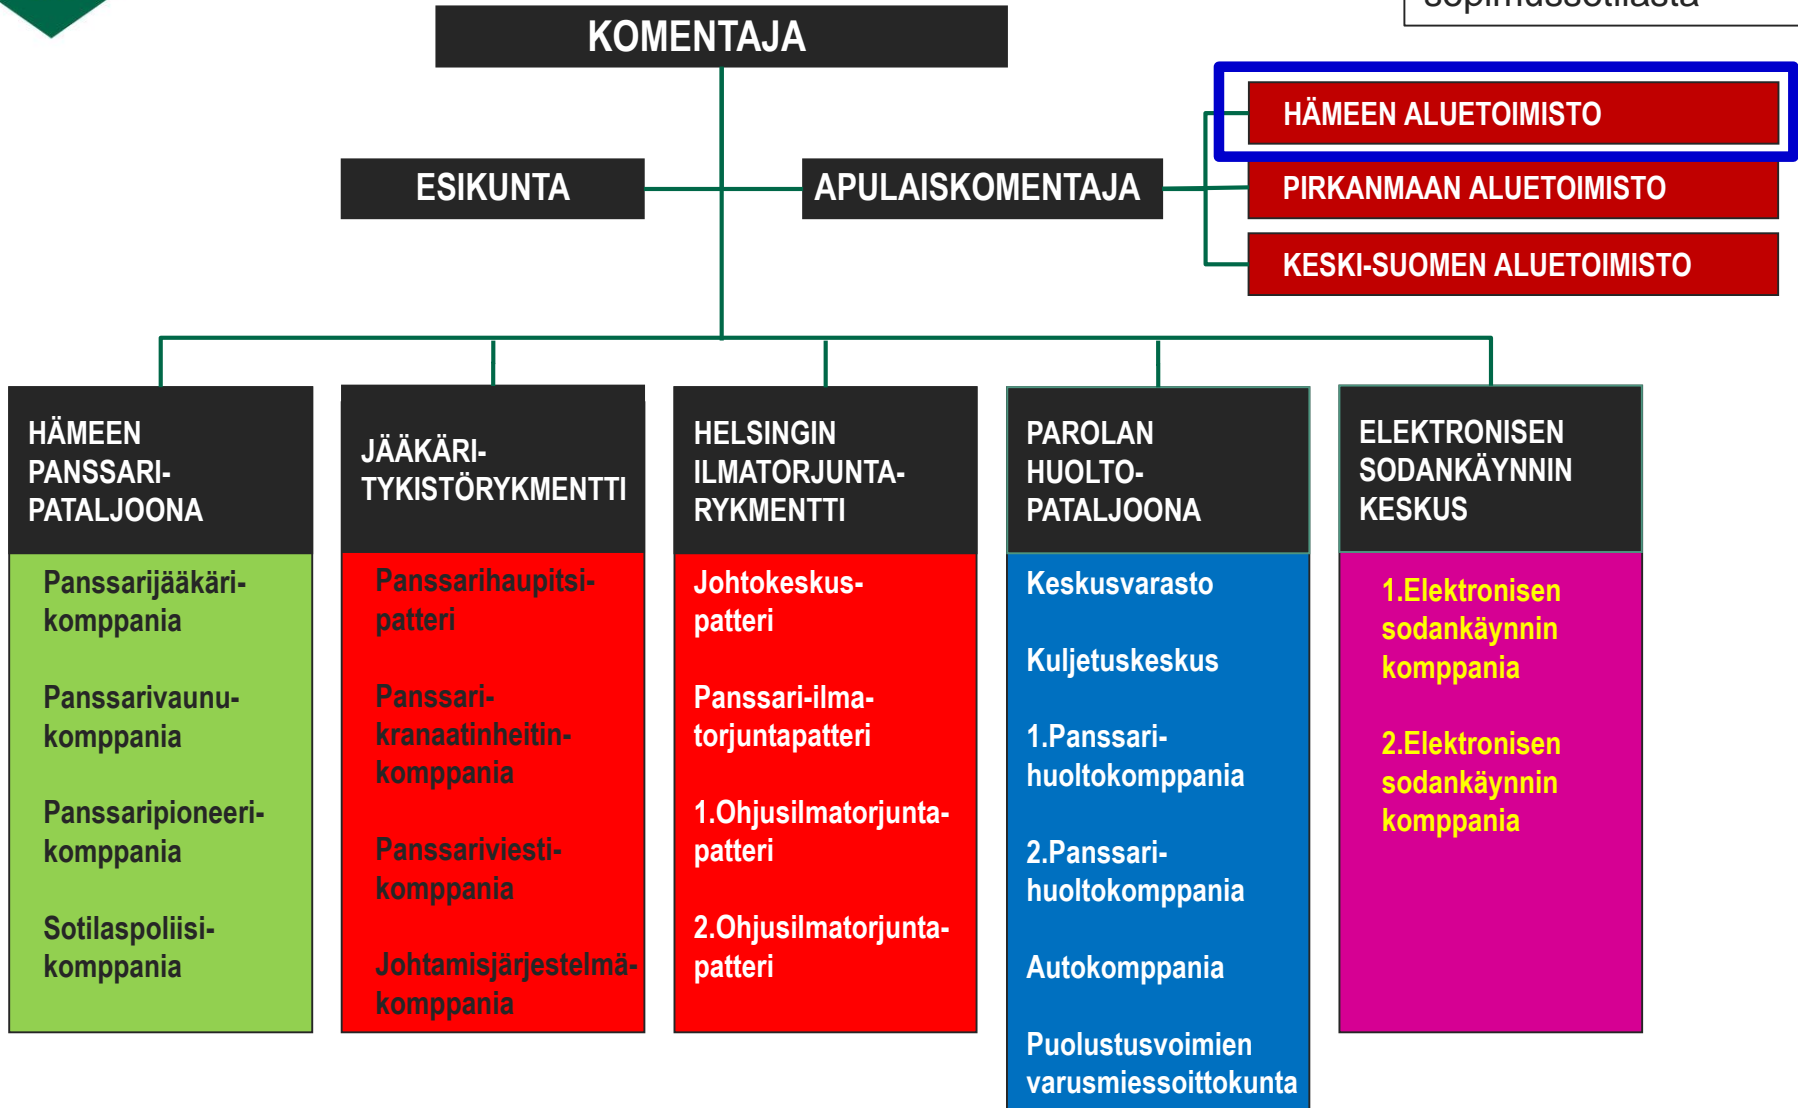 sopimussotilasta
KOMENTAJA
HÄMEEN ALUETOIMISTO
ESIKUNTA
APULAISKOMENTAJA
PIRKANMAAN ALUETOIMISTO
KESKI-SUOMEN ALUETOIMISTO
HÄMEEN
PANSSARI-
PATALJOONA
Panssarijääkäri-
komppania
Panssarivaunu-
komppania
Panssaripioneeri-
komppania
Sotilaspoliisi-
komppania
JÄÄKÄRI-
TYKISTÖRYKMENTTI
Panssarihaupitsi-
patteri
Panssari-
kranaatinheitin-
komppania
Panssariviesti-
komppania
Johtamisjärjestelmä-
komppania
HELSINGIN
ILMATORJUNTA-
RYKMENTTI
Johtokeskus-
patteri
Panssari-ilma-
torjuntapatteri
1.Ohjusilmatorjunta-
patteri
2.Ohjusilmatorjunta-
patteri
PAROLAN
HUOLTO-
PATALJOONA
Keskusvarasto
Kuljetuskeskus
1.Panssari-
huoltokomppania
2.Panssari-
huoltokomppania
Autokomppania
Puolustusvoimien
varusmiessoittokunta
ELEKTRONISEN
SODANKÄYNNIN
KESKUS
1.Elektronisen
sodankäynnin
komppania
2.Elektronisen
sodankäynnin
komppania